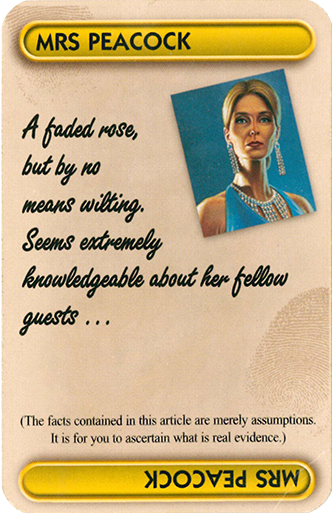 MRS PEACOCK
A faded rose,
but by no
means wilting.
Seems extremely
knowledgeable about her fellow
guests ...
(The facts contained in this article are merely assumptions.
It is for you to ascertain what is real evidence.)
MRS PEACOCK